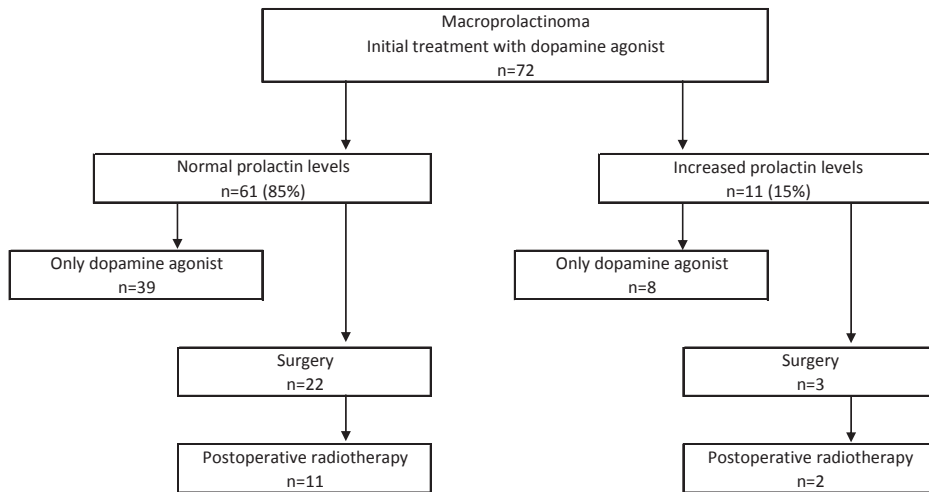 Macroprolactinoma
Initial treatment with dopamine agonist
n=72
Normal prolactin levels
n=61 (85%)
Increased prolactin levels
n=11 (15%)
Only dopamine agonist
n=39
Only dopamine agonist
n=8
Surgery
n=22
Surgery
n=3
Postoperative radiotherapy
n=11
Postoperative radiotherapy
n=2